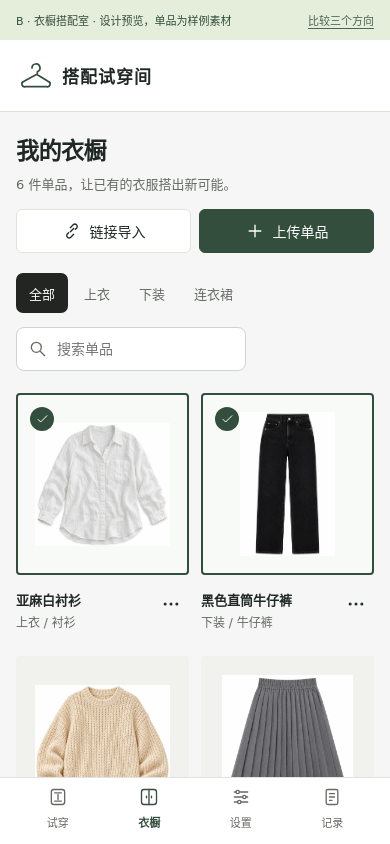 B · 衣橱搭配室 · 设计预览，单品为样例素材
比较三个方向
搭配试穿间
我的衣橱
6 件单品，让已有的衣服搭出新可能。
链接导入
上传单品
全部
上衣
下装
连衣裙
搜索单品
亚麻白衬衫
上衣 / 衬衫
黑色直筒牛仔裤
下装 / 牛仔裤
试穿
衣橱
设置
记录